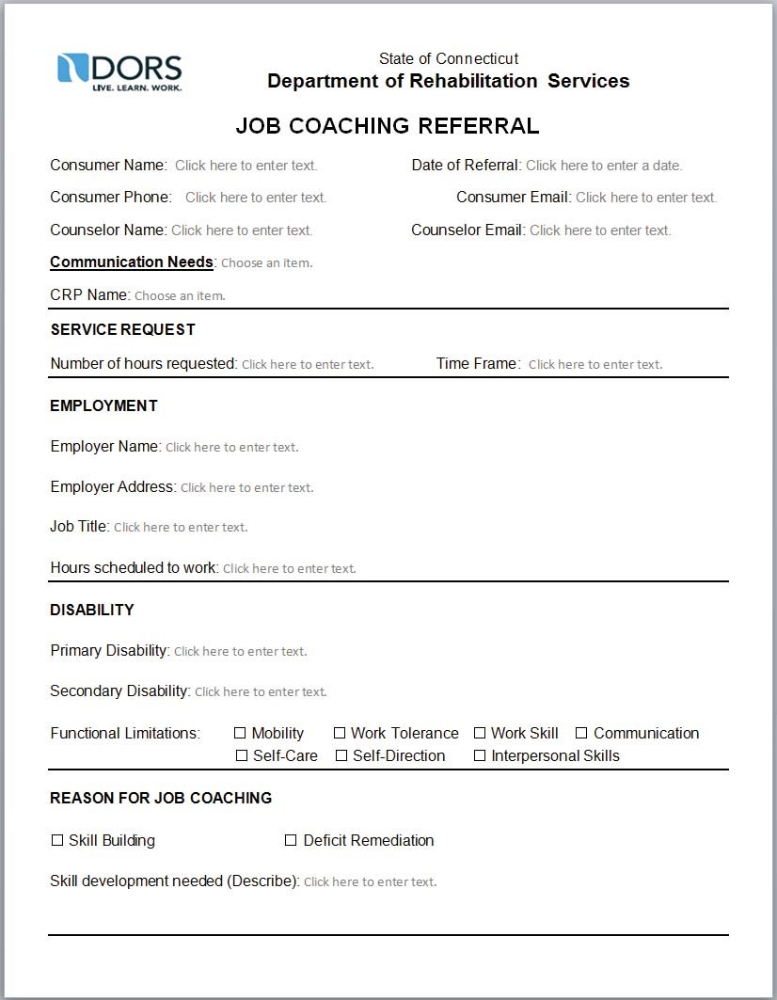 DORS
LIVE. LEARN. WORK.
State of Connecticut
Department of Rehabilitation Services
JOB COACHING REFERRAL
Consumer Name: Click here to enter text. Date of Referral: Click here to enter a date.
Consumer Phone: Click here to enter text. Consumer Email: Click here to enter text.
Counselor Name: Click here to enter text. Counselor Email: Click here to enter text.
Communication Needs: Choose an item.
CRP Name: Choose an item.
SERVICE REQUEST
Number of hours requested: Click here to enter text. Time Frame: Click here to enter text.
EMPLOYMENT
Employer Name: Click here to enter text.
Employer Address: Click here to enter text.
Job Title: Click here to enter text.
Hours scheduled to work: Click here to enter text.
DISABILITY
Primary Disability: Click here to enter text.
Secondary Disability: Click here to enter text.
Functional Limitations: ☐ Mobility ☐ Work Tolerance ☐ Work Skill ☐ Communication
☐ Self-Care ☐ Self-Direction ☐ Interpersonal Skills
REASON FOR JOB COACHING
☐ Skill Building ☐ Deficit Remediation
Skill development needed (Describe): Click here to enter text.